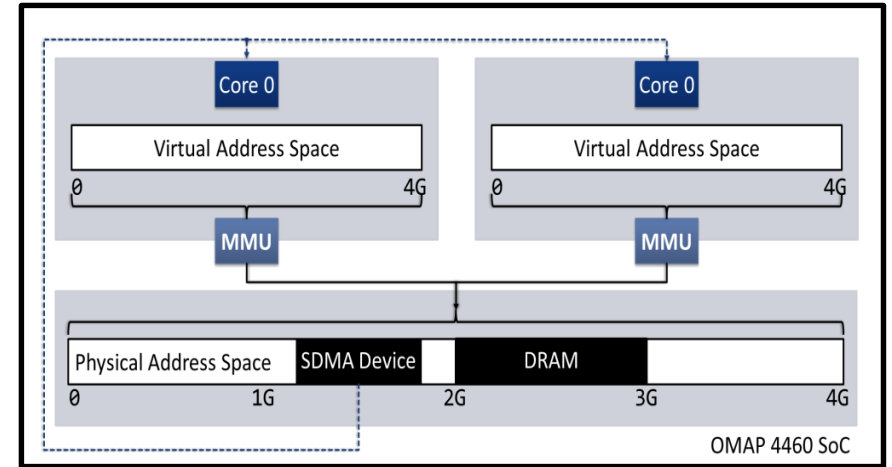 Core 0 Core 0
Virtual Address Space Virtual Address Space
0 4G 0 4G
MMU MMU
Physical Address Space SDMA Device DRAM
0 1G 2G 3G 4G
OMAP 4460 SoC